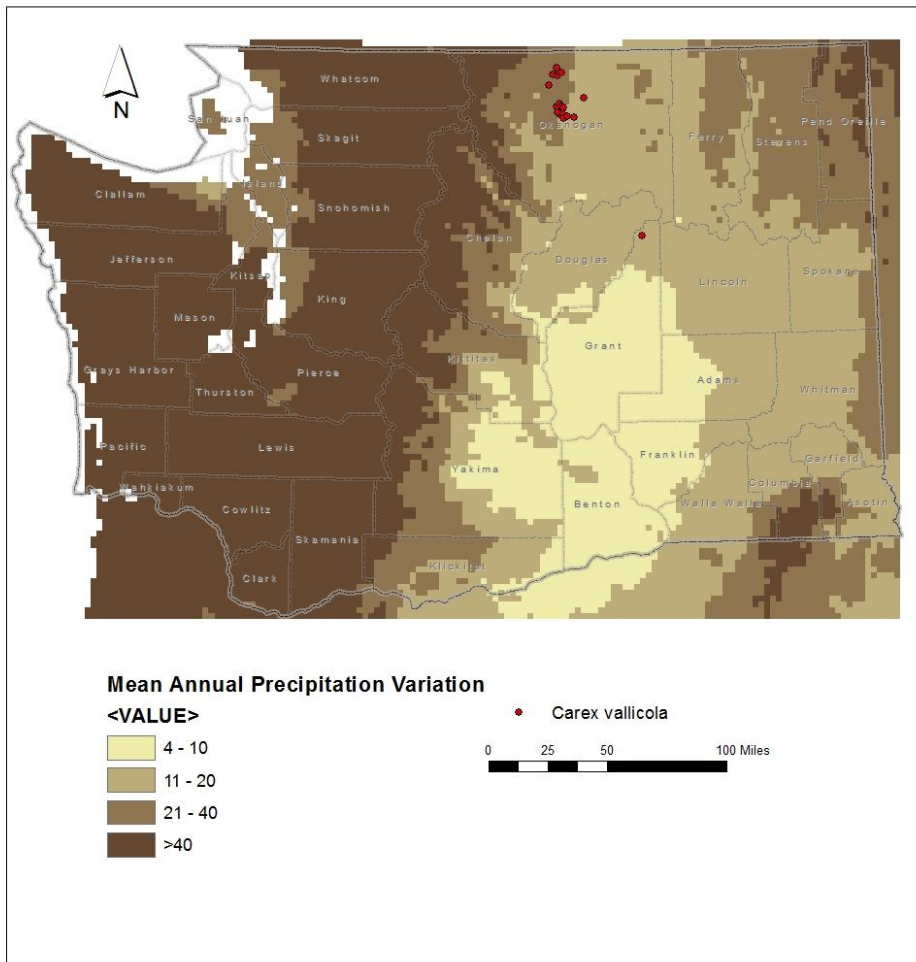 N
Whatcom
San Juan
Okanogan
Pend Oreille
Skagit
Ferry
Stevens
Island
Clallam
Snohomish
Chelan
Jefferson
Douglas
Kitsap
Lincoln
Spokane
King
Mason
Grant
Kittitas
Grays Harbor
Pierce
Adams
Thurston
Whitman
Pacific
Lewis
Franklin
Garfield
Yakima
Columbia
Wahkiakum
Benton
Walla Walla
Asotin
Cowlitz
Skamania
Klickitat
Clark
Mean Annual Precipitation Variation
<VALUE>
4 - 10
11 - 20
21 - 40
>40
Carex vallicola
0 25 50 100 Miles